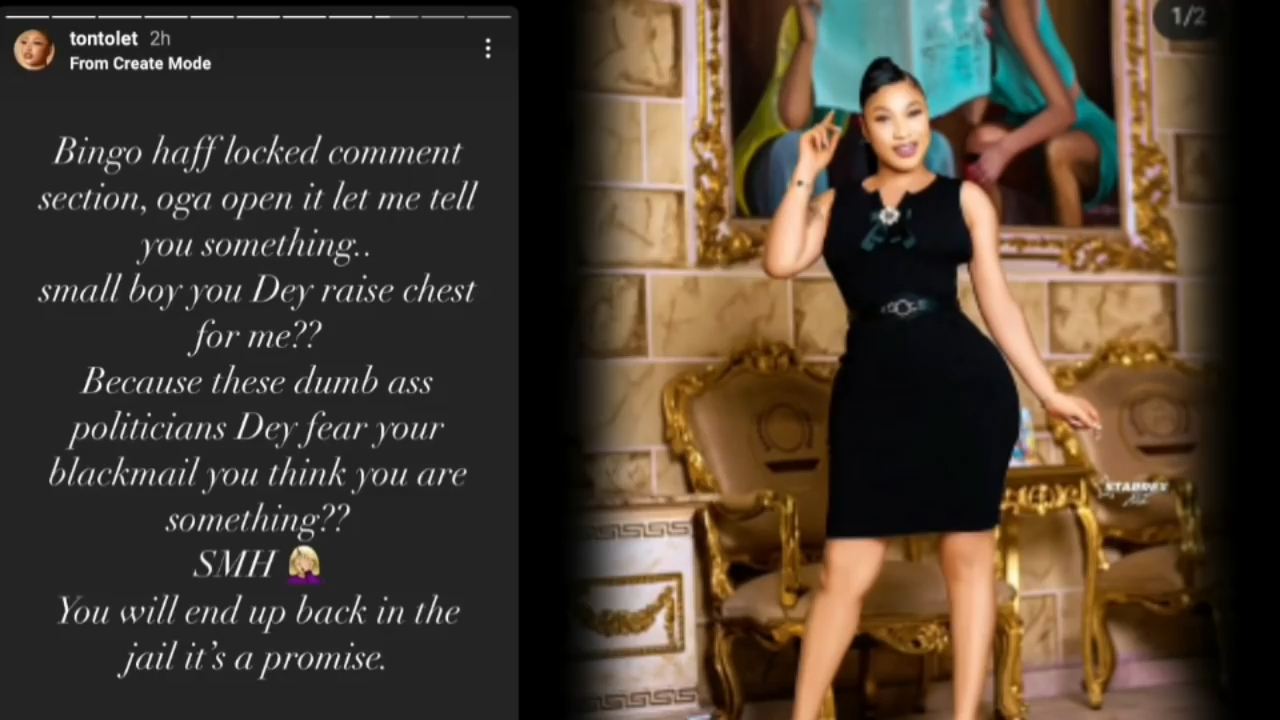 tontolet 2h
From Create Mode
Bingo haff locked comment
section, oga open it let me tell
you something..
small boy you Dey raise chest
for me??
Because these dumb ass
politicians Dey fear your
blackmail you think you are
something??
SMH 🤦🏼‍♀️
You will end up back in the
jail it’s a promise.
1/2